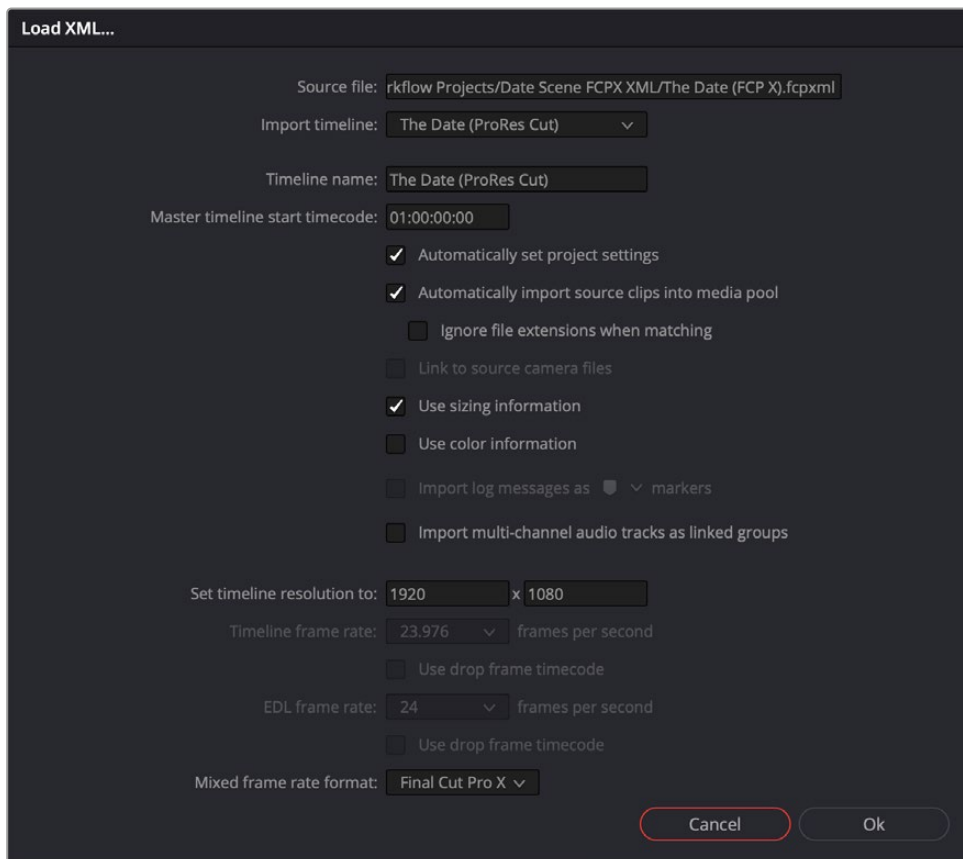 Load XML...
Source file: rkflow Projects/Date Scene FCPX XML/The Date (FCP X).fcpxml
Import timeline: The Date (ProRes Cut)
Timeline name: The Date (ProRes Cut)
Master timeline start timecode: 01:00:00:00
Automatically set project settings
Automatically import source clips into media pool
Ignore file extensions when matching
Link to source camera files
Use sizing information
Use color information
Import log messages as markers
Import multi-channel audio tracks as linked groups
Set timeline resolution to: 1920 x 1080
Timeline frame rate: 23.976 frames per second
Use drop frame timecode
EDL frame rate: 24 frames per second
Use drop frame timecode
Mixed frame rate format: Final Cut Pro X
Cancel Ok